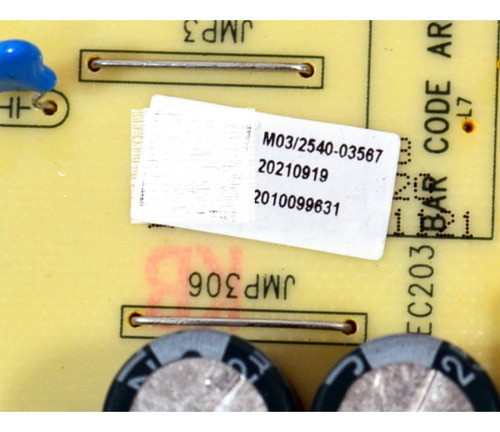 JMP3
M03/2540-03567
20210919
2010099631
BAR CODE AR
L7
JMP306
EC203